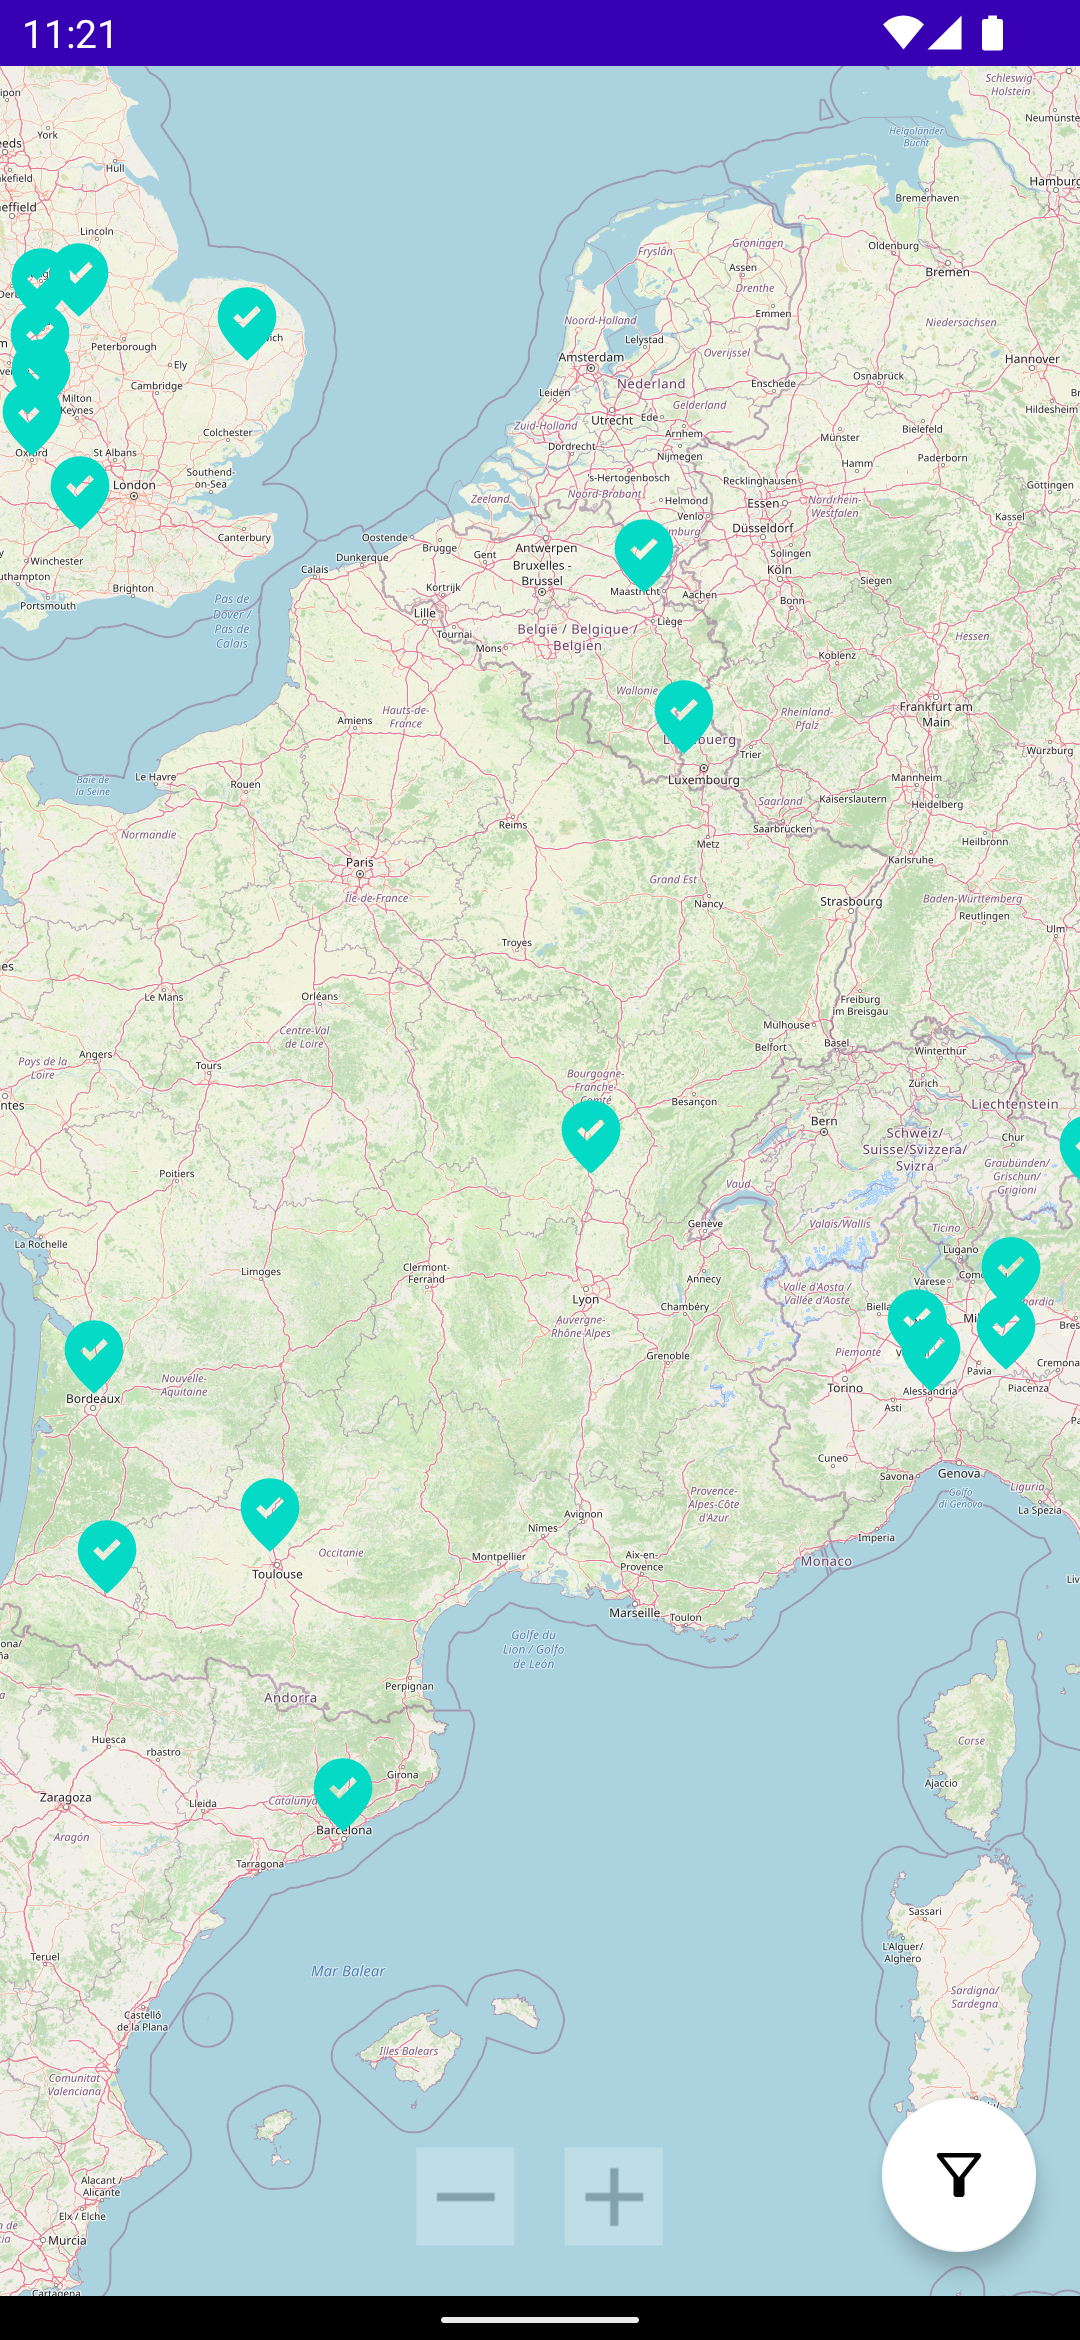 11:21
Schleswig-
Holstein
ipon
Neumünster
York
Helgoländer
Bucht
eeds
Hull
kefield
Hamburg
effield
Bremerhaven
Lincoln
Groningen
Oldenburg
Fryslân
Assen
Bremen
Drenthe
Emmen
Noord-Holland
Niedersachsen
Lelystad
Peterborough
Overijssel
Amsterdam
Hannover
Ely
Osnabrück
Cambridge
Nederland
Enschede
Leiden
Milton
Keynes
Gelderland
Hildesheim
Utrecht
Ede
Zuid-Holland
Bielefeld
Colchester
Arnhem
Münster
Dordrecht
Oxford
St Albans
Nijmegen
Hamm
Paderborn
Southend-
on-Sea
's-Hertogenbosch
Recklinghausen
London
Göttingen
Noord-Brabant
Zeeland
Helmond
Essen
Nordrhein-
Westfalen
Venlo
Kassel
Düsseldorf
Canterbury
Oostende
Brugge
Gent
Antwerpen
Dunkerque
Solingen
Winchester
Calais
Bruxelles -
Brussel
Köln
uthampton
Siegen
Brighton
Kortrijk
Maastricht
Aachen
Bonn
Portsmouth
Pas de
Dover /
Pas de
Calais
Lille
Liège
Tournai
België / Belgique /
Belgien
Hessen
Mons
Koblenz
Wallonie
Hauts-de-
France
Frankfurt am
Main
Amiens
Rheinland-
Pfalz
Trier
Würzburg
Le Havre
Luxembourg
Mannheim
Baie de
la Seine
Rouen
Saarland
Kaiserslautern
Heidelberg
Reims
Saarbrücken
Normandie
Metz
Heilbronn
Paris
Karlsruhe
Grand Est
Île-de-France
Nancy
Strasbourg
Baden-Württemberg
Reutlingen
Ulm
Troyes
Le Mans
Orléans
Freiburg
im Breisgau
Mulhouse
Centre-Val
de Loire
Belfort
Basel
Winterthur
Angers
Pays de la
Loire
Tours
Bourgogne-
Franche-
Comté
Zürich
Besançon
Liechtenstein
Bern
Schweiz/
Suisse/Svizzera/
Svizra
Chur
Poitiers
Graubünden/
Grischun/
Grigioni
Vaud
Genève
Valais/Wallis
Ticino
La Rochelle
Lugano
Limoges
Clermont-
Ferrand
Annecy
Varese
Valle d'Aosta /
Vallée d'Aoste
Lyon
Chambéry
Auvergne-
Rhône-Alpes
Piemonte
Grenoble
Cremona
Pavia
Nouvelle-
Aquitaine
Torino
Piacenza
Bordeaux
Alessandria
Asti
Cuneo
Genova
Savona
Provence-
Alpes-Côte
d'Azur
Liguria
Golfo
di Genova
La Spezia
Avignon
Nîmes
Imperia
Occitanie
Montpellier
Aix-en-
Provence
Monaco
Toulouse
Marseille
Toulon
Golfe du
Lion / Golfo
de León
Perpignan
Andorra
Huesca
Corse
rbastro
Girona
Ajaccio
Zaragoza
Lleida
Catalunya
Barcelona
Aragón
Tarragona
Sassari
L'Alguer/
Alghero
Teruel
Mar Balear
Sardigna/
Sardegna
Castelló
de la Plana
Illes Balears
Comunitat
Valenciana
Alacant /
Alicante
Elx / Elche
Murcia
Cartagena